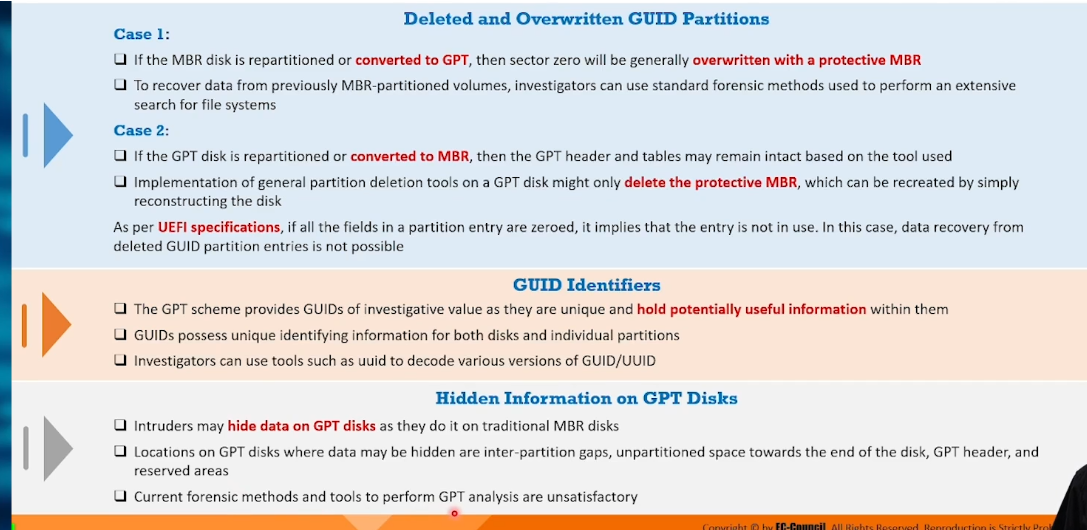 Deleted and Overwritten GUID Partitions
Case 1:
❑ If the MBR disk is repartitioned or converted to GPT, then sector zero will be generally overwritten with a protective MBR
❑ To recover data from previously MBR-partitioned volumes, investigators can use standard forensic methods used to perform an extensive
search for file systems
Case 2:
❑ If the GPT disk is repartitioned or converted to MBR, then the GPT header and tables may remain intact based on the tool used
❑ Implementation of general partition deletion tools on a GPT disk might only delete the protective MBR, which can be recreated by simply
reconstructing the disk
As per UEFI specifications, if all the fields in a partition entry are zeroed, it implies that the entry is not in use. In this case, data recovery from
deleted GUID partition entries is not possible
GUID Identifiers
❑ The GPT scheme provides GUIDs of investigative value as they are unique and hold potentially useful information within them
❑ GUIDs possess unique identifying information for both disks and individual partitions
❑ Investigators can use tools such as uuid to decode various versions of GUID/UUID
Hidden Information on GPT Disks
❑ Intruders may hide data on GPT disks as they do it on traditional MBR disks
❑ Locations on GPT disks where data may be hidden are inter-partition gaps, unpartitioned space towards the end of the disk, GPT header, and
reserved areas
❑ Current forensic methods and tools to perform GPT analysis are unsatisfactory
Copyright © by EC-Council. All Rights Reserved. Reproduction is Strictly